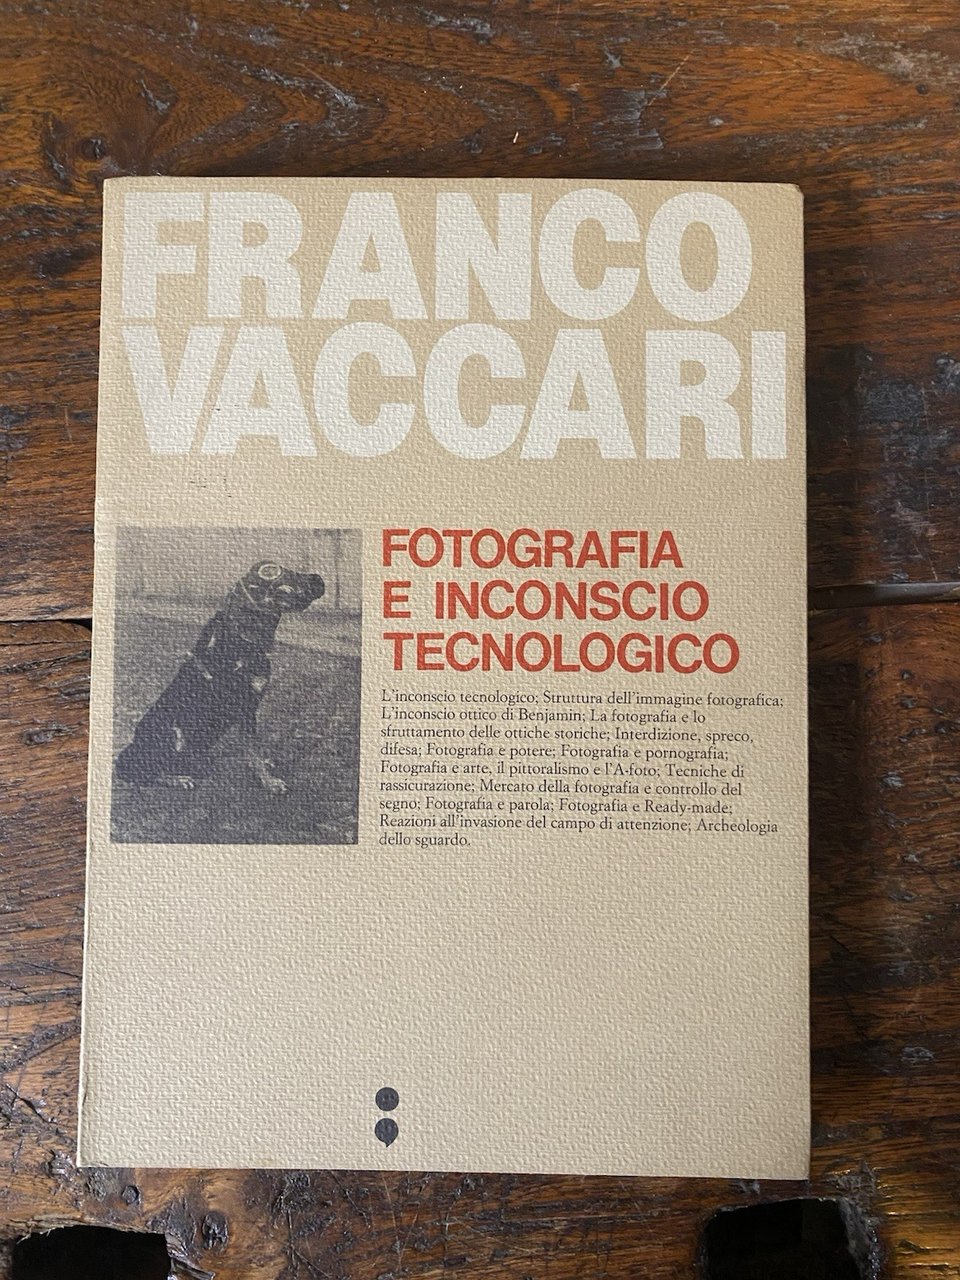 FRANCO
VACCARI
FOTOGRAFIA
E INCONSCIO
TECNOLOGICO
L'inconscio tecnologico; Struttura dell'immagine fotografica;
L'inconscio ottico di Benjamin; La fotografia e lo
sfruttamento delle ottiche storiche; Interdizione, spreco,
difesa; Fotografia e potere; Fotografia e pornografia;
Fotografia e arte, il pittoralismo e l'A-foto; Tecniche di
rassicurazione; Mercato della fotografia e controllo del
segno; Fotografia e parola; Fotografia e Ready-made;
Reazioni all'invasione del campo di attenzione; Archeologia
dello sguardo.